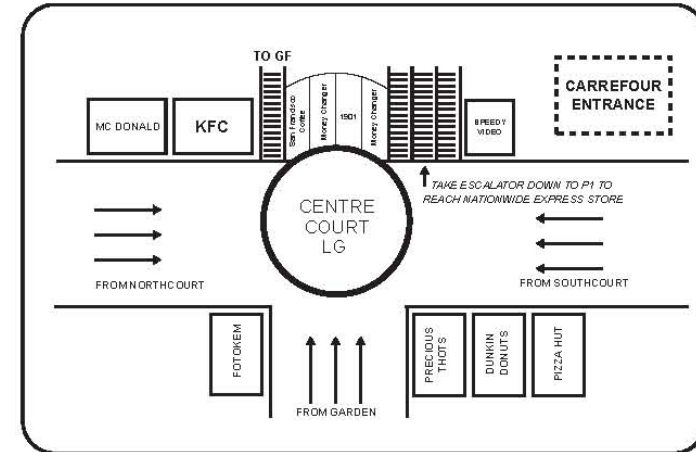 TO GF
CARREFOUR
ENTRANCE
MC DONALD
KFC
San Francisco
Coffee
Money Changer
1901
Money Changer
SPEEDY
VIDEO
TAKE ESCALATOR DOWN TO P1 TO
REACH NATIONWIDE EXPRESS STORE
CENTRE
COURT
LG
FROM NORTHCOURT
FROM SOUTHCOURT
FOTOKEM
PRECIOUS
THOTS
DUNKIN
DONUTS
PIZZA HUT
FROM GARDEN